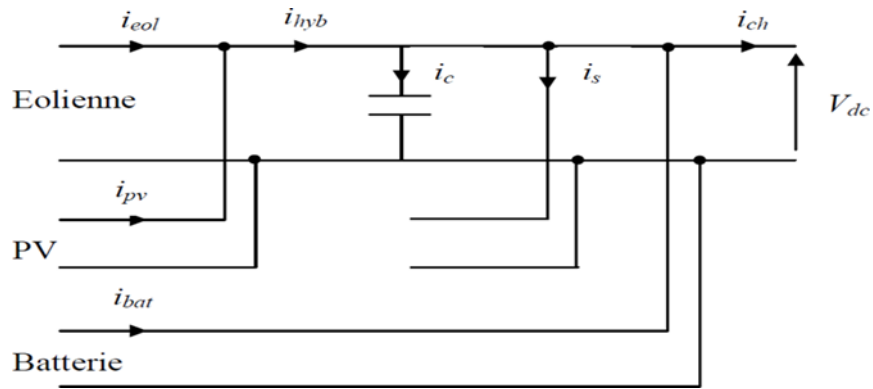 i_eol i_hyb i_ch
i_c i_s
Eolienne V_dc
i_pv
PV
i_bat
Batterie